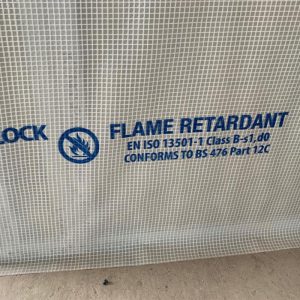 LOCK
FLAME RETARDANT
EN ISO 13501-1 Class B-s1,d0
CONFORMS TO BS 476 Part 12C